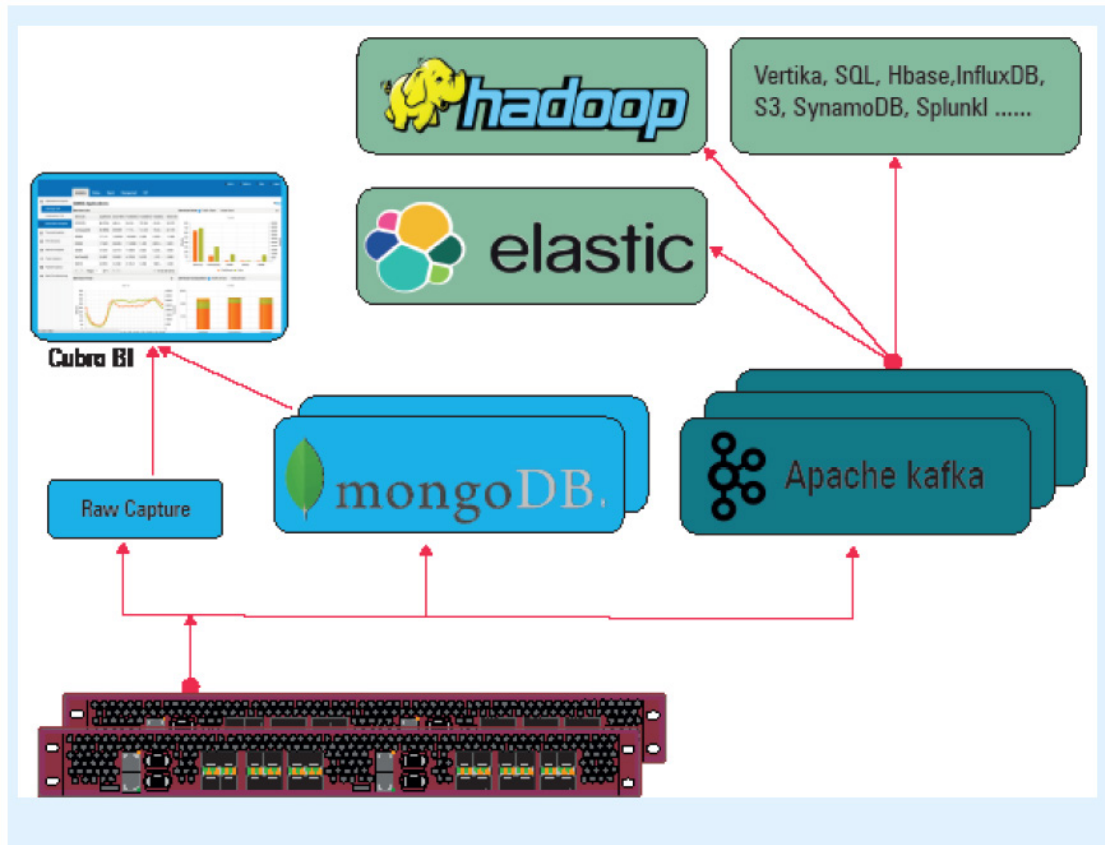 hadoop
Vertika, SQL, Hbase,InfluxDB,
S3, SynamoDB, Splunkl ......
elastic
Cubro BI
mongoDB.
Apache kafka
Raw Capture